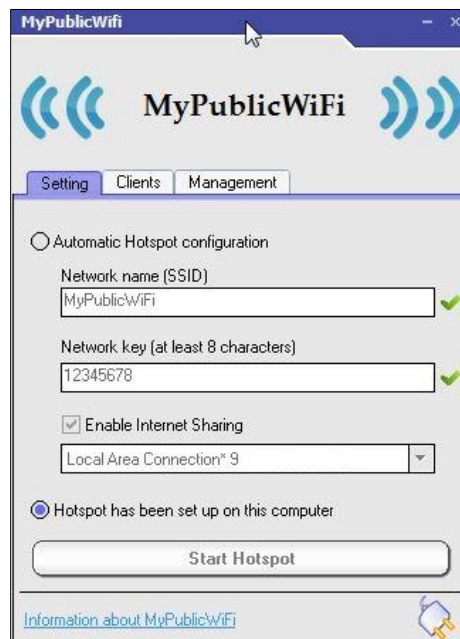 MyPublicWifi
MyPublicWiFi
Setting Clients Management
Automatic Hotspot configuration
Network name (SSID)
MyPublicWiFi
Network key (at least 8 characters)
12345678
Enable Internet Sharing
Local Area Connection* 9
Hotspot has been set up on this computer
Start Hotspot
Information about MyPublicWiFi